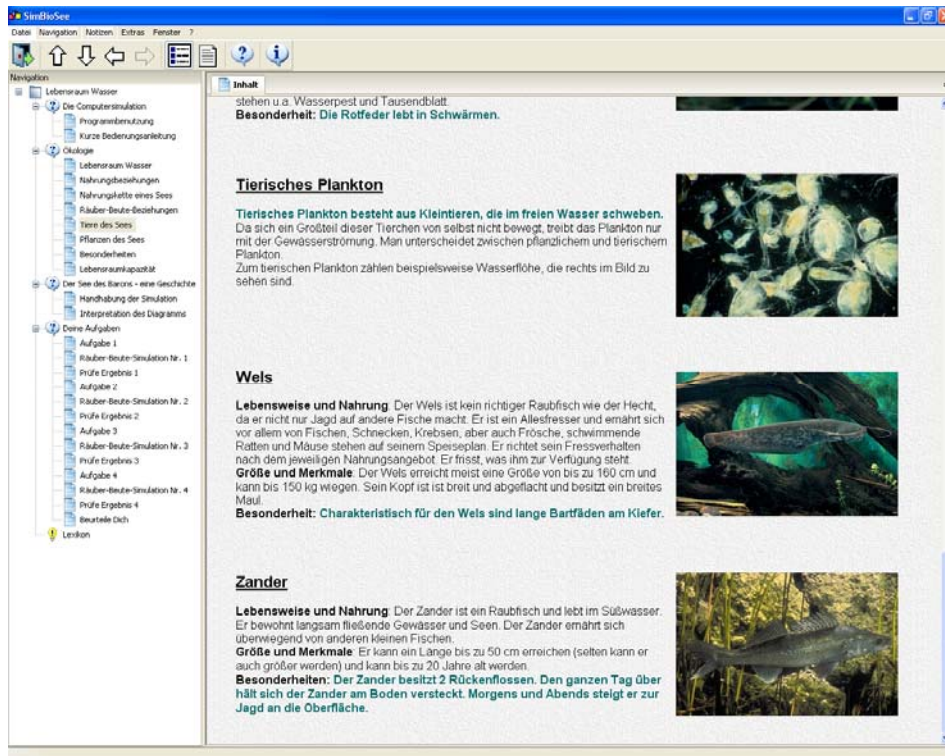 SimBioSee
Datei Navigation Notizen Extras Fenster ?
Navigation
Lebensraum Wasser
Die Computersimulation
Programmbenutzung
Kurze Bedienungsanleitung
Ökologie
Lebensraum Wasser
Nahrungsbeziehungen
Nahrungskette eines Sees
Räuber-Beute-Beziehungen
Tiere des Sees
Pflanzen des Sees
Besonderheiten
Lebensraumkapazität
Der See des Barons - eine Geschichte
Handhabung der Simulation
Interpretation des Diagramms
Deine Aufgaben
Aufgabe 1
Räuber-Beute-Simulation Nr. 1
Prüfe Ergebnis 1
Aufgabe 2
Räuber-Beute-Simulation Nr. 2
Prüfe Ergebnis 2
Aufgabe 3
Räuber-Beute-Simulation Nr. 3
Prüfe Ergebnis 3
Aufgabe 4
Räuber-Beute-Simulation Nr. 4
Prüfe Ergebnis 4
Beurteile Dich
Lexikon
Inhalt
stehen u.a. Wasserpest und Tausendblatt.
Besonderheit: Die Rotfeder lebt in Schwärmen.
Tierisches Plankton
Tierisches Plankton besteht aus Kleintieren, die im freien Wasser schweben.
Da sich ein Großteil dieser Tierchen von selbst nicht bewegt, treibt das Plankton nur
mit der Gewässerströmung. Man unterscheidet zwischen pflanzlichem und tierischem
Plankton.
Zum tierischen Plankton zählen beispielsweise Wasserflöhe, die rechts im Bild zu
sehen sind.
Wels
Lebensweise und Nahrung: Der Wels ist kein richtiger Raubfisch wie der Hecht,
da er nicht nur Jagd auf andere Fische macht. Er ist ein Allesfresser und ernährt sich
vor allem von Fischen, Schnecken, Krebsen, aber auch Frösche, schwimmende
Ratten und Mäuse stehen auf seinem Speiseplan. Er richtet sein Fressverhalten
nach dem jeweiligen Nahrungsangebot. Er frisst, was ihm zur Verfügung steht.
Größe und Merkmale: Der Wels erreicht meist eine Größe von bis zu 160 cm und
kann bis 150 kg wiegen. Sein Kopf ist ist breit und abgeflacht und besitzt ein breites
Maul.
Besonderheit: Charakteristisch für den Wels sind lange Bartfäden am Kiefer.
Zander
Lebensweise und Nahrung: Der Zander ist ein Raubfisch und lebt im Süßwasser.
Er bewohnt langsam fließende Gewässer und Seen. Der Zander ernährt sich
überwiegend von anderen kleinen Fischen.
Größe und Merkmale: Er kann ein Länge bis zu 50 cm erreichen (selten kann er
auch größer werden) und kann bis zu 20 Jahre alt werden.
Besonderheiten: Der Zander besitzt 2 Rückenflossen. Den ganzen Tag über
hält sich der Zander am Boden versteckt. Morgens und Abends steigt er zur
Jagd an die Oberfläche.